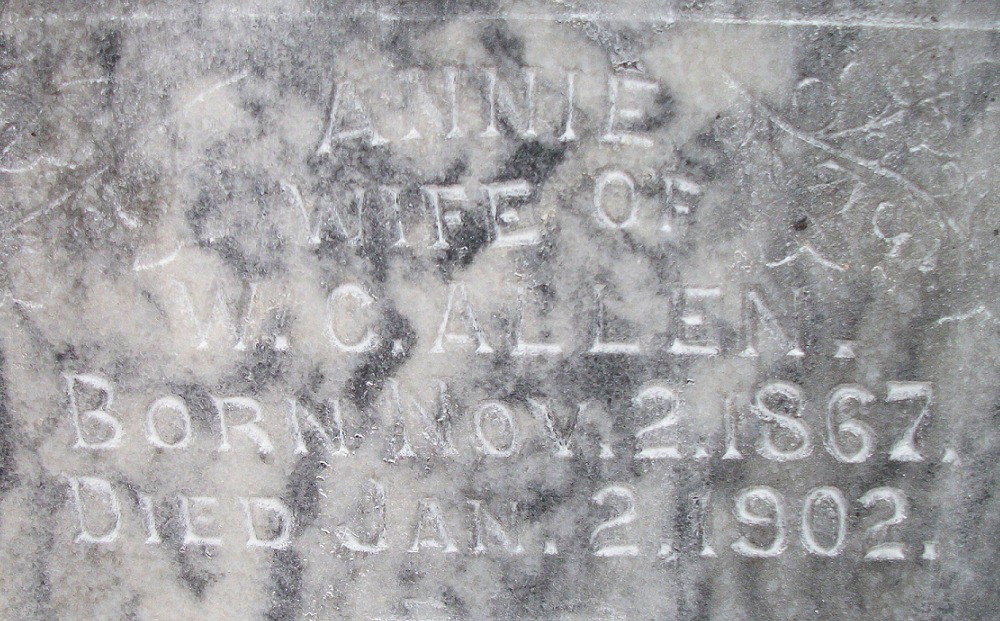 ANNIE
WIFE OF
W. C. ALLEN.
BORN NOV. 2. 1867.
DIED JAN. 2. 1902.